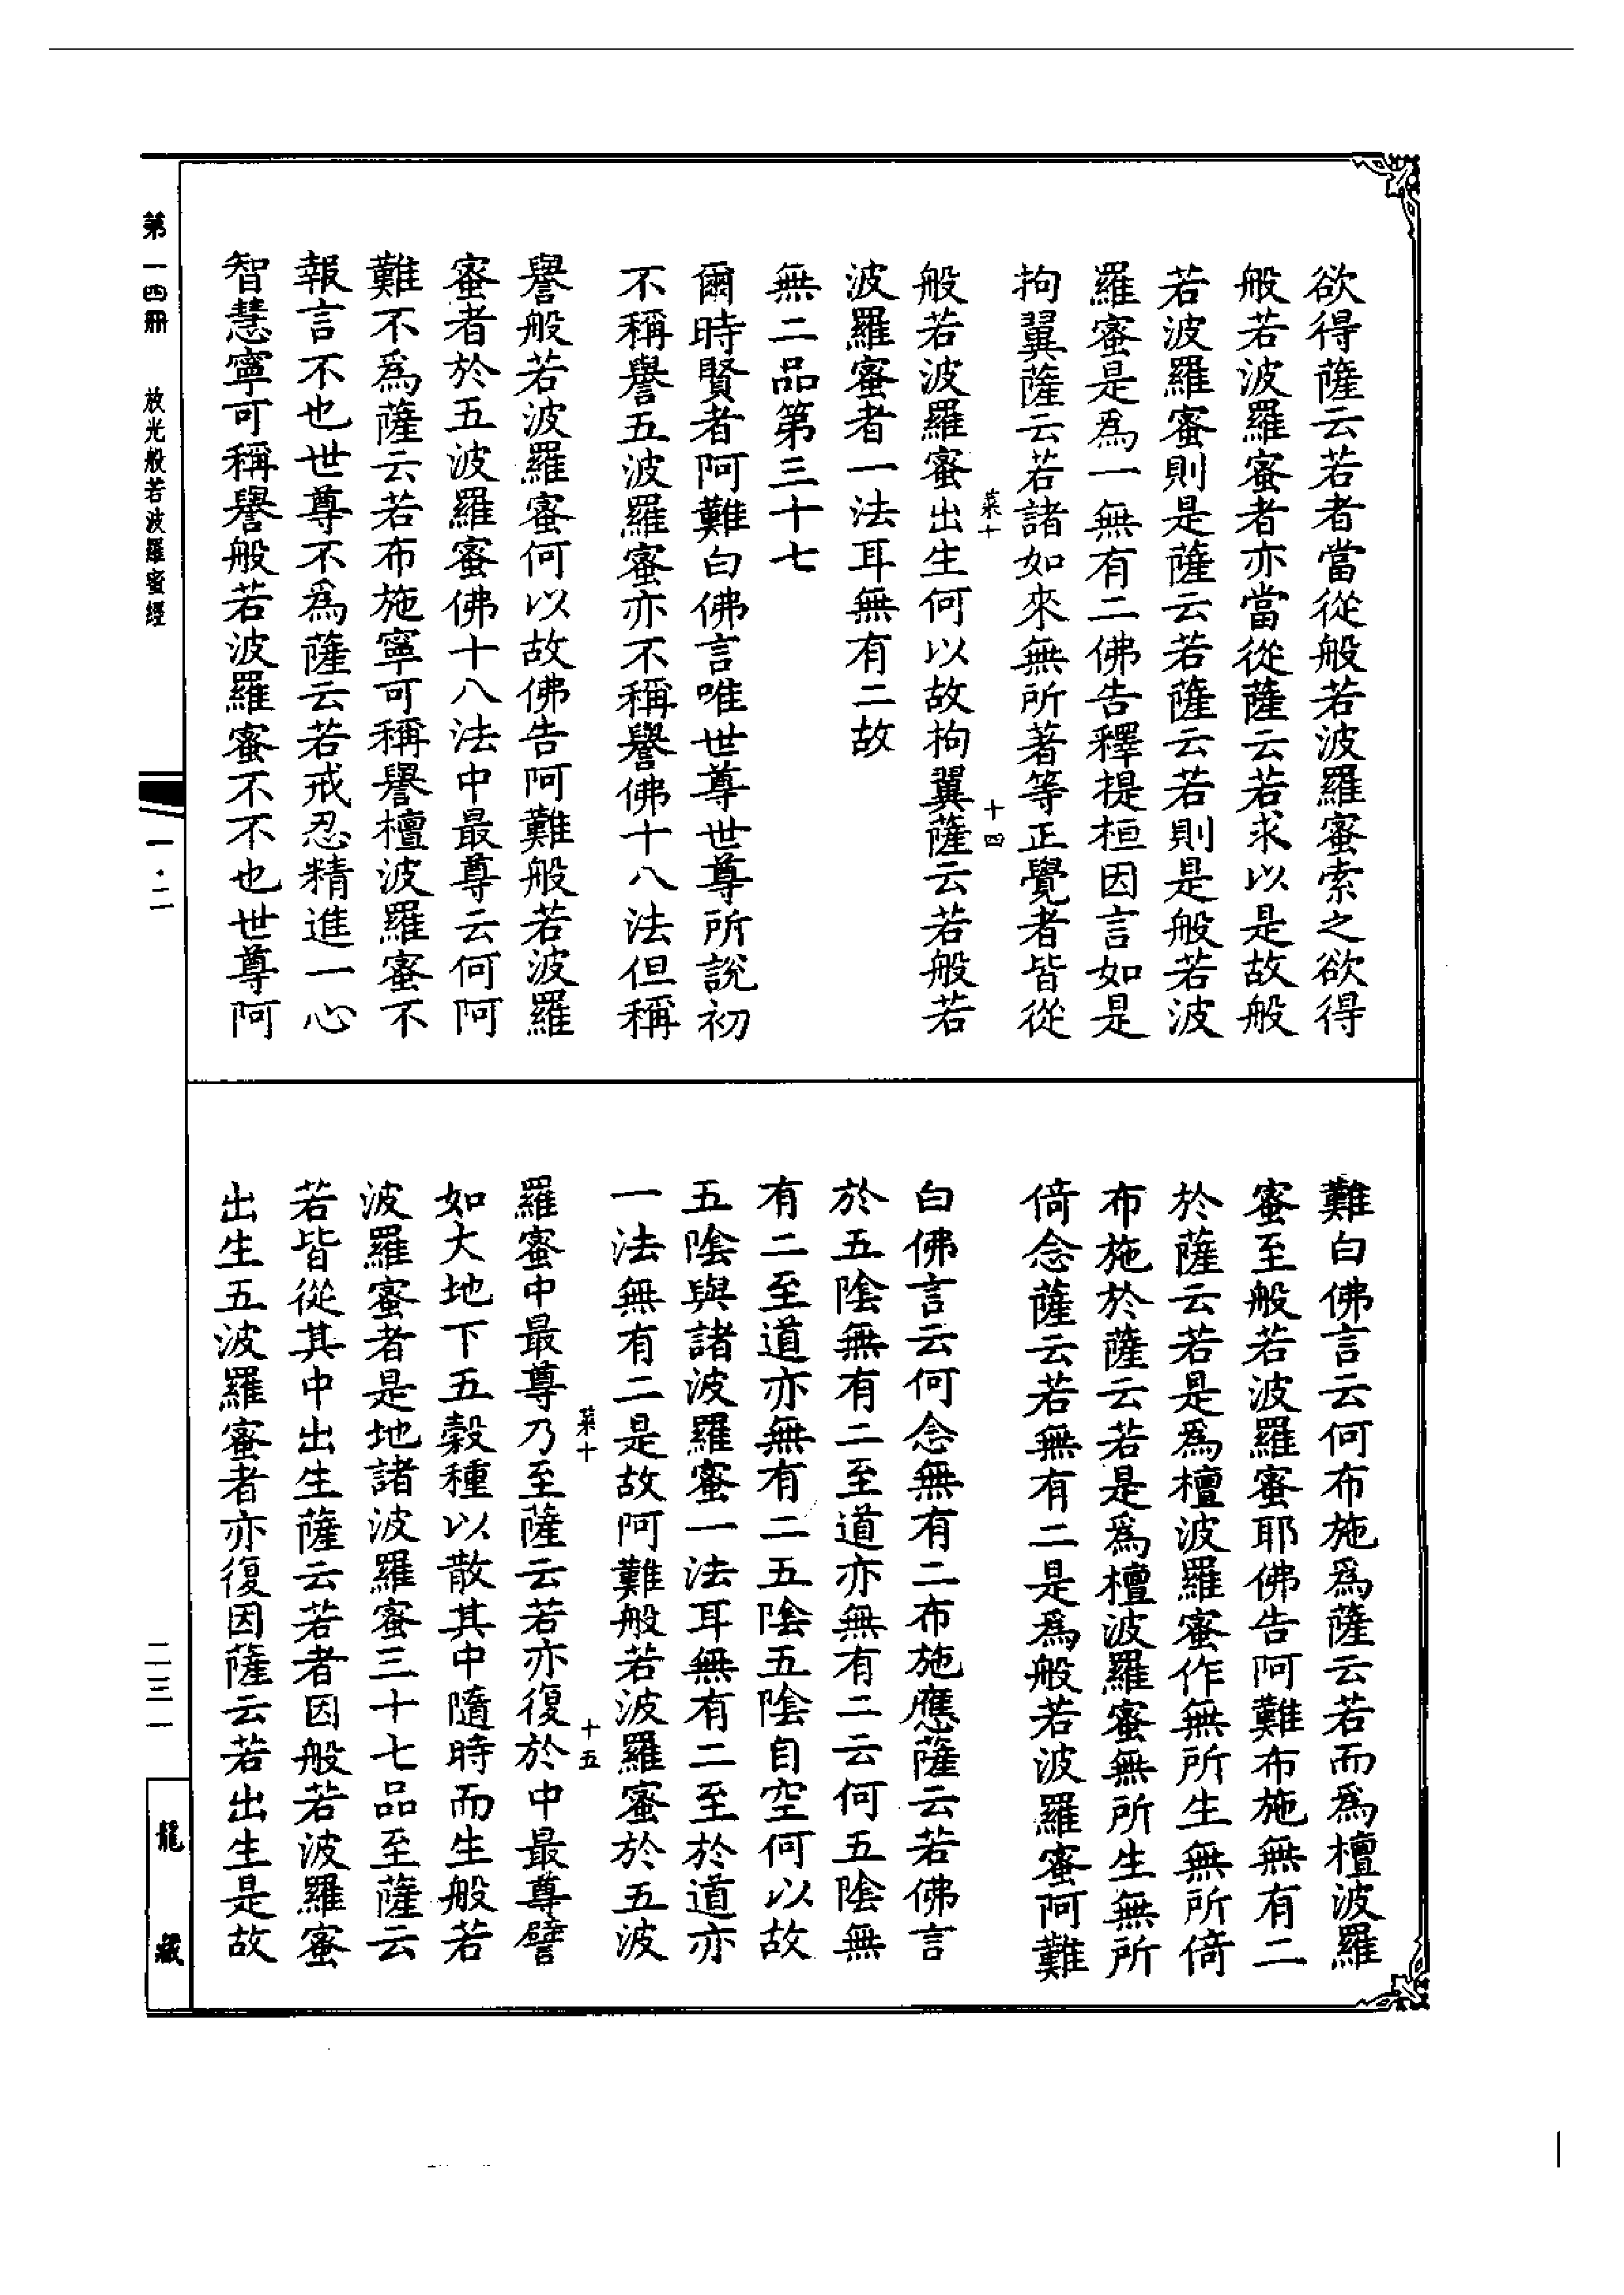 欲得薩云若者當從般若波羅蜜索之欲得
般若波羅蜜者亦當從薩云若求以是故般
若波羅蜜則是薩云若薩云若則是般若波
羅蜜是為一無有二佛告釋提桓因言如是
拘翼薩云若諸如來無所著等正覺者皆從
菜十 十四
般若波羅蜜出生何以故拘翼薩云若般若
波羅蜜者一法耳無有二故
無二品第三十七
爾時賢者阿難白佛言唯世尊世尊所說初
不稱譽五波羅蜜亦不稱譽佛十八法但稱
譽般若波羅蜜何以故佛告阿難般若波羅
蜜者於五波羅蜜佛十八法中最尊云何阿
難不為薩云若布施寧可稱譽檀波羅蜜不
報言不也世尊不為薩云若戒忍精進一心
智慧寧可稱譽般若波羅蜜不不也世尊阿
難白佛言云何布施為薩云若而為檀波羅
蜜至般若波羅蜜耶佛告阿難布施無有二
於薩云若是為檀波羅蜜作無所生無所倚
布施於薩云若是為檀波羅蜜無所生無所
倚念薩云若無有二是為般若波羅蜜阿難
白佛言云何念無有二布施應薩云若佛言
於五陰無有二至道亦無有二云何五陰無
有二至道亦無有二五陰五陰自空何以故
五陰與諸波羅蜜一法耳無有二至於道亦
一法無有二是故阿難般若波羅蜜於五波
菜十 十五
羅蜜中最尊乃至薩云若亦復於中最尊譬
如大地下五穀種以散其中隨時而生般若
波羅蜜者是地諸波羅蜜三十七品至薩云
若皆從其中出生薩云若者因般若波羅蜜
出生五波羅蜜者亦復因薩云若出生是故
第一四冊 放光般若波羅蜜經
一·二
二三一
龍藏